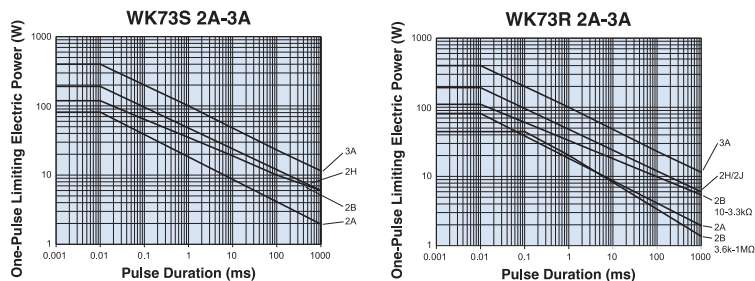 WK73S 2A-3A
One-Pulse Limiting Electric Power (W)
1000
100
10
1
0.001
0.01
0.1
1
10
100
1000
Pulse Duration (ms)
3A
2H
2B
2A
WK73R 2A-3A
One-Pulse Limiting Electric Power (W)
1000
100
10
1
0.001
0.01
0.1
1
10
100
1000
Pulse Duration (ms)
3A
2H/2J
2B
10-3.3kΩ
2A
2B
3.6k-1MΩ